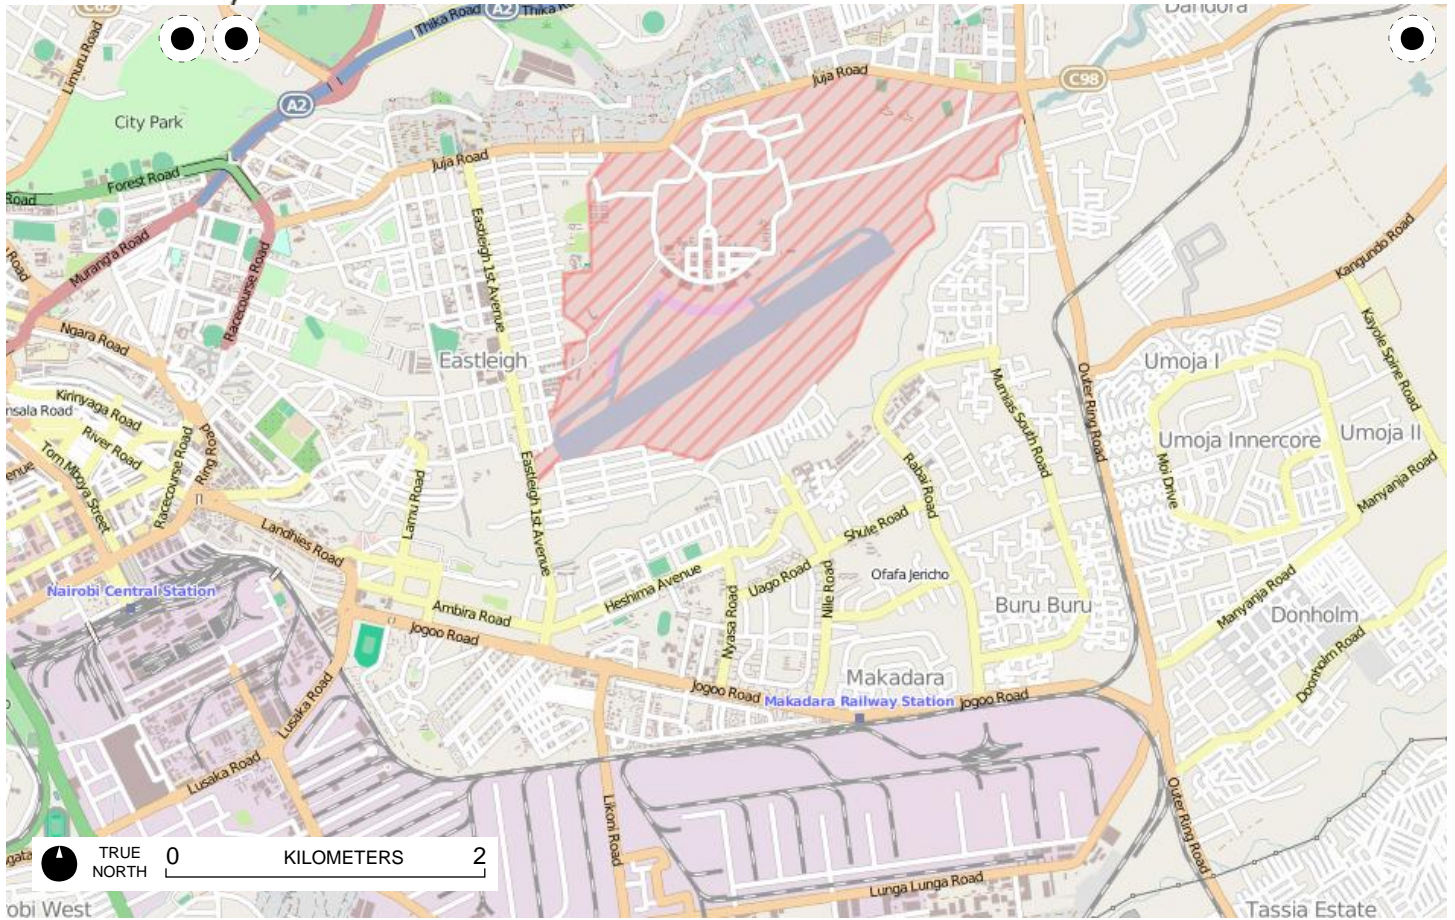 C62
Thika Road
A2
Thika
Dandora
Limuru Road
City Park
A2
Juja Road
C98
Juja Road
Forest Road
Road
Murang'a Road
Racecourse Road
Eastleigh 1st Avenue
Kangundo Road
Road
Ngara Road
Eastleigh
Umoja I
Kayole Spine Road
Outer Ring Road
Mumias South Road
Kirinyaga Road
nsala Road
River Road
Ring Road
Racecourse Road
Tom Mboya Street
enue
Umoja Innercore
Umoja II
Moi Drive
Manyanja Road
Rabai Road
Lamu Road
Eastleigh 1st Avenue
Landhies Road
Shule Road
Heshima Avenue
Uago Road
Ofafa Jericho
Nile Road
Nyasa Road
Nairobi Central Station
Ambira Road
Jogoo Road
Buru Buru
Manyanja Road
Donholm
Doonholm Road
Makadara
Jogoo Road
Makadara Railway Station
Jogoo Road
Lusaka Road
Lusaka Road
Likoni Road
Outer Ring Road
Lunga Lunga Road
gata
TRUE
NORTH
0 KILOMETERS 2
obi West
Tassia Estate